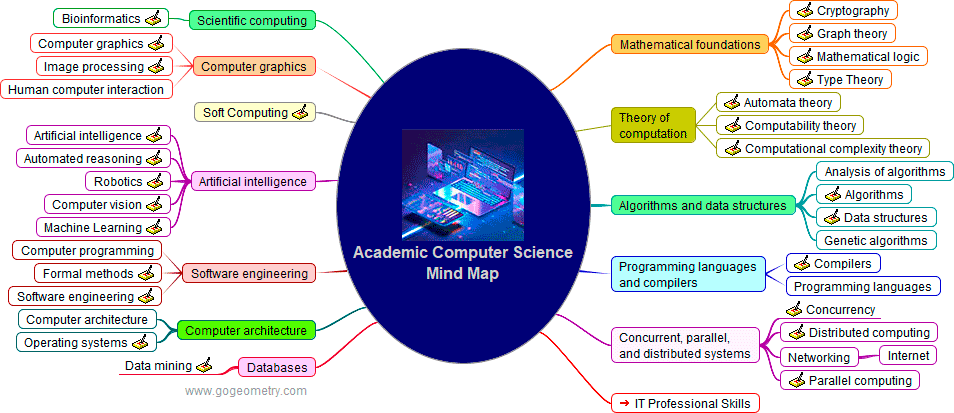 Academic Computer Science
Mind Map
Scientific computing
Bioinformatics
Computer graphics
Computer graphics
Image processing
Human computer interaction
Soft Computing
Artificial intelligence
Artificial intelligence
Automated reasoning
Robotics
Computer vision
Machine Learning
Software engineering
Computer programming
Formal methods
Software engineering
Computer architecture
Computer architecture
Operating systems
Databases
Data mining
www.gogeometry.com
Mathematical foundations
Cryptography
Graph theory
Mathematical logic
Type Theory
Theory of
computation
Automata theory
Computability theory
Computational complexity theory
Algorithms and data structures
Analysis of algorithms
Algorithms
Data structures
Genetic algorithms
Programming languages
and compilers
Compilers
Programming languages
Concurrent, parallel,
and distributed systems
Concurrency
Distributed computing
Networking
Internet
Parallel computing
IT Professional Skills